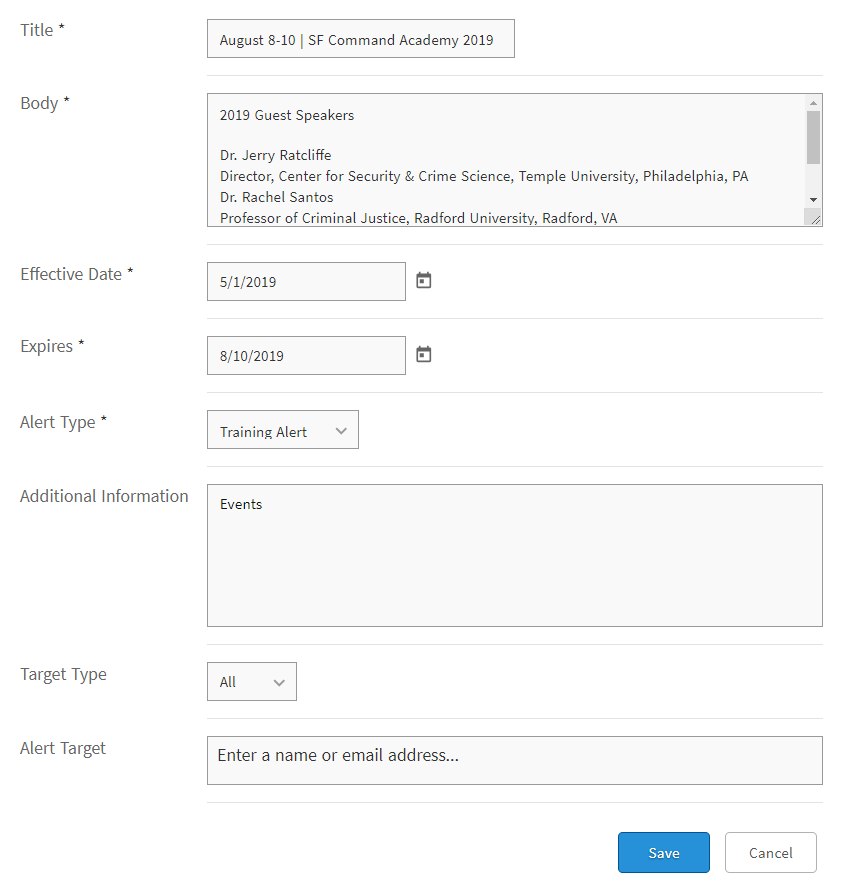 Title *
August 8-10 | SF Command Academy 2019
Body *
2019 Guest Speakers
Dr. Jerry Ratcliffe
Director, Center for Security & Crime Science, Temple University, Philadelphia, PA
Dr. Rachel Santos
Professor of Criminal Justice, Radford University, Radford, VA
Effective Date *
5/1/2019
Expires *
8/10/2019
Alert Type *
Training Alert
Additional Information
Events
Target Type
All
Alert Target
Enter a name or email address...
Save
Cancel